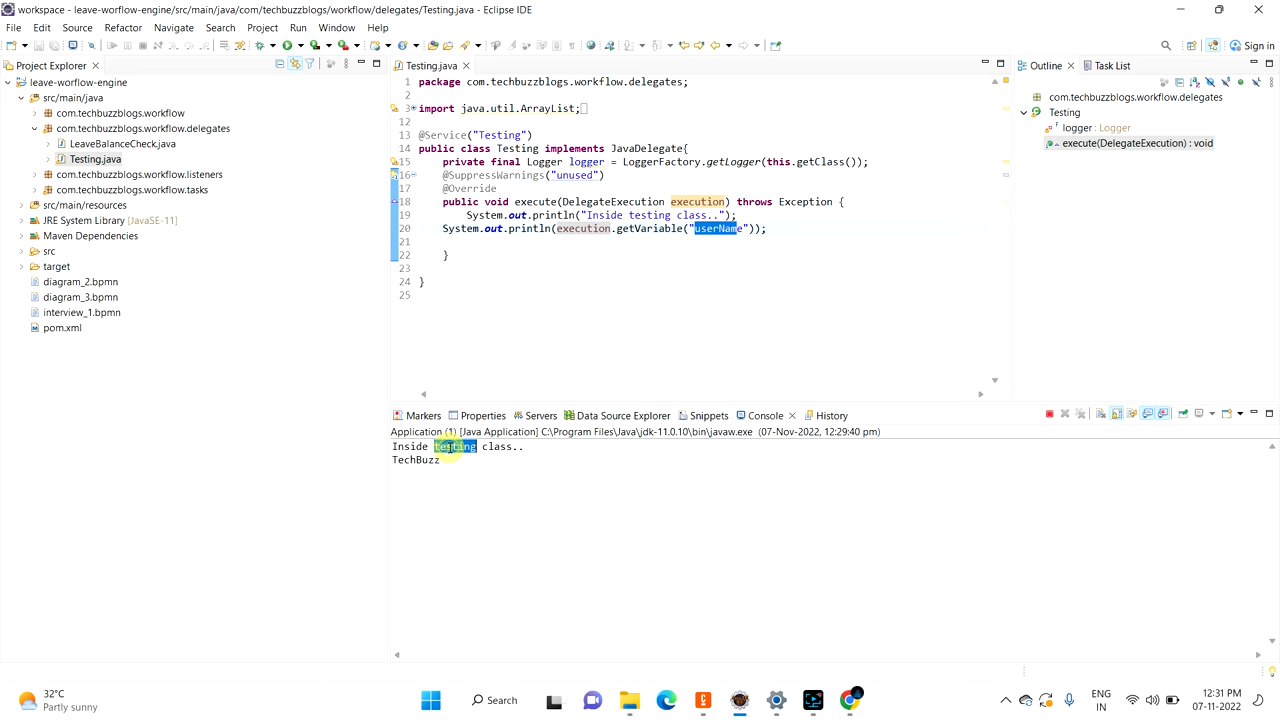 workspace - leave-worflow-engine/src/main/java/com/techbuzzblogs/workflow/delegates/Testing.java - Eclipse IDE
File Edit Source Refactor Navigate Search Project Run Window Help
Sign in
Project Explorer
leave-worflow-engine
src/main/java
com.techbuzzblogs.workflow
com.techbuzzblogs.workflow.delegates
LeaveBalanceCheck.java
Testing.java
com.techbuzzblogs.workflow.listeners
com.techbuzzblogs.workflow.tasks
src/main/resources
JRE System Library [JavaSE-11]
Maven Dependencies
src
target
diagram_2.bpmn
diagram_3.bpmn
interview_1.bpmn
pom.xml
Testing.java
1 package com.techbuzzblogs.workflow.delegates;
2
3 import java.util.ArrayList;
12
13 @Service("Testing")
14 public class Testing implements JavaDelegate{
15 private final Logger logger = LoggerFactory.getLogger(this.getClass());
16 @SuppressWarnings("unused")
17 @Override
18 public void execute(DelegateExecution execution) throws Exception {
19 System.out.println("Inside testing class..");
20 System.out.println(execution.getVariable("userName"));
21
22 }
23
24 }
25
Outline Task List
com.techbuzzblogs.workflow.delegates
Testing
logger : Logger
execute(DelegateExecution) : void
Markers Properties Servers Data Source Explorer Snippets Console History
Application (1) [Java Application] C:\Program Files\Java\jdk-11.0.10\bin\javaw.exe (07-Nov-2022, 12:29:40 pm)
Inside testing class..
TechBuzz
32°C
Partly sunny
Search
ENG
IN
12:31 PM
07-11-2022